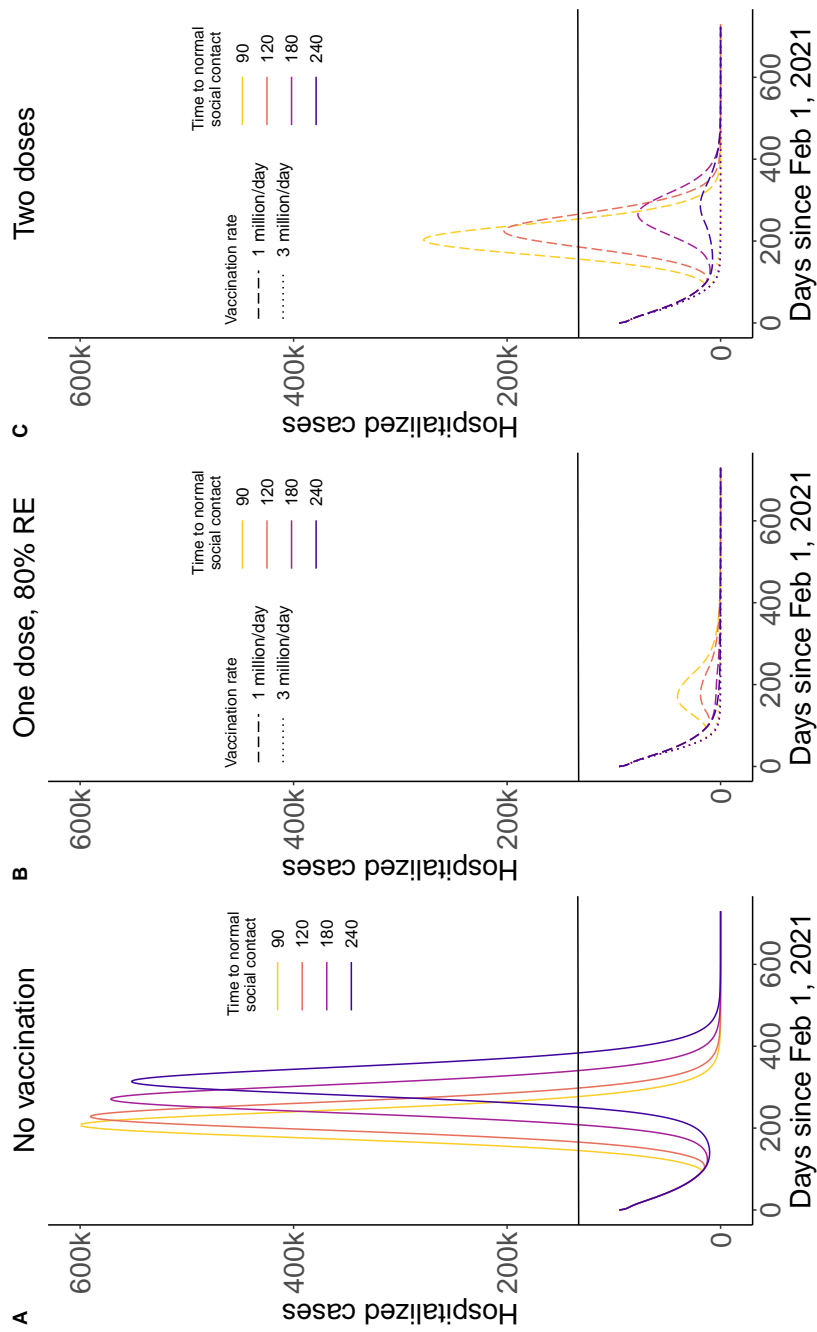 A
No vaccination
Hospitalized cases
600k
400k
200k
0
Time to normal
social contact
90
120
180
240
0
200
400
600
Days since Feb 1, 2021
B
One dose, 80% RE
Hospitalized cases
600k
400k
200k
0
Vaccination rate
1 million/day
3 million/day
Time to normal
social contact
90
120
180
240
0
200
400
600
Days since Feb 1, 2021
C
Two doses
Hospitalized cases
600k
400k
200k
0
Vaccination rate
1 million/day
3 million/day
Time to normal
social contact
90
120
180
240
0
200
400
600
Days since Feb 1, 2021